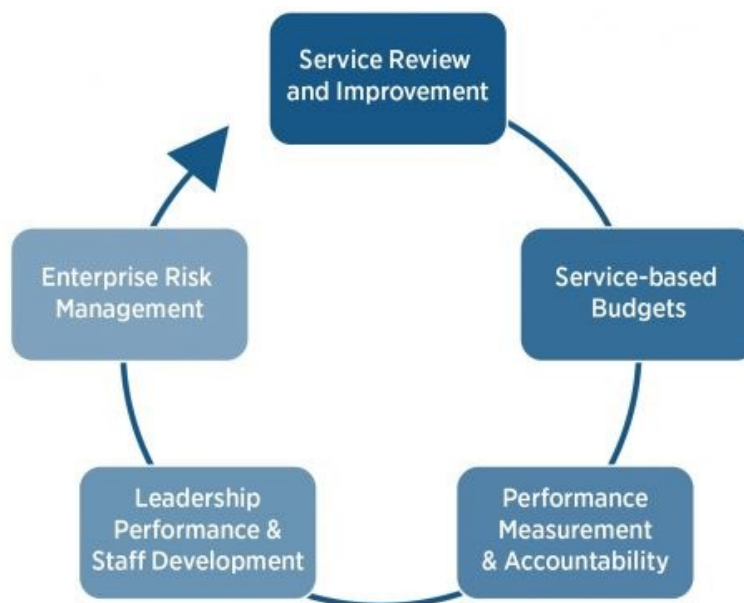 Service Review
and Improvement
Service-based
Budgets
Performance
Measurement
& Accountability
Leadership
Performance &
Staff Development
Enterprise Risk
Management